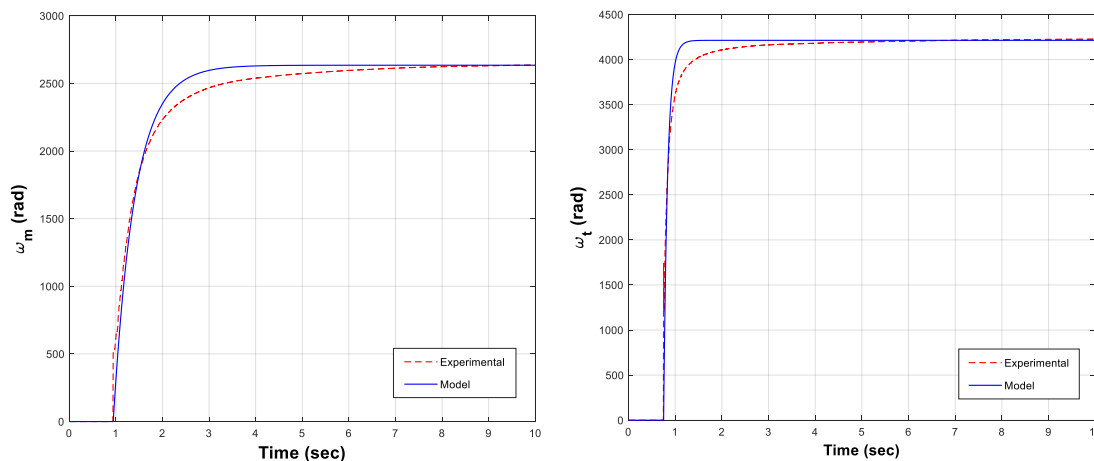 3000
2500
2000
1500
1000
500
0
0 1 2 3 4 5 6 7 8 9 10
ω_m (rad)
Time (sec)
Experimental
Model
4500
4000
3500
3000
2500
2000
1500
1000
500
0
0 1 2 3 4 5 6 7 8 9
ω_t (rad)
Time (sec)
Experimental
Model